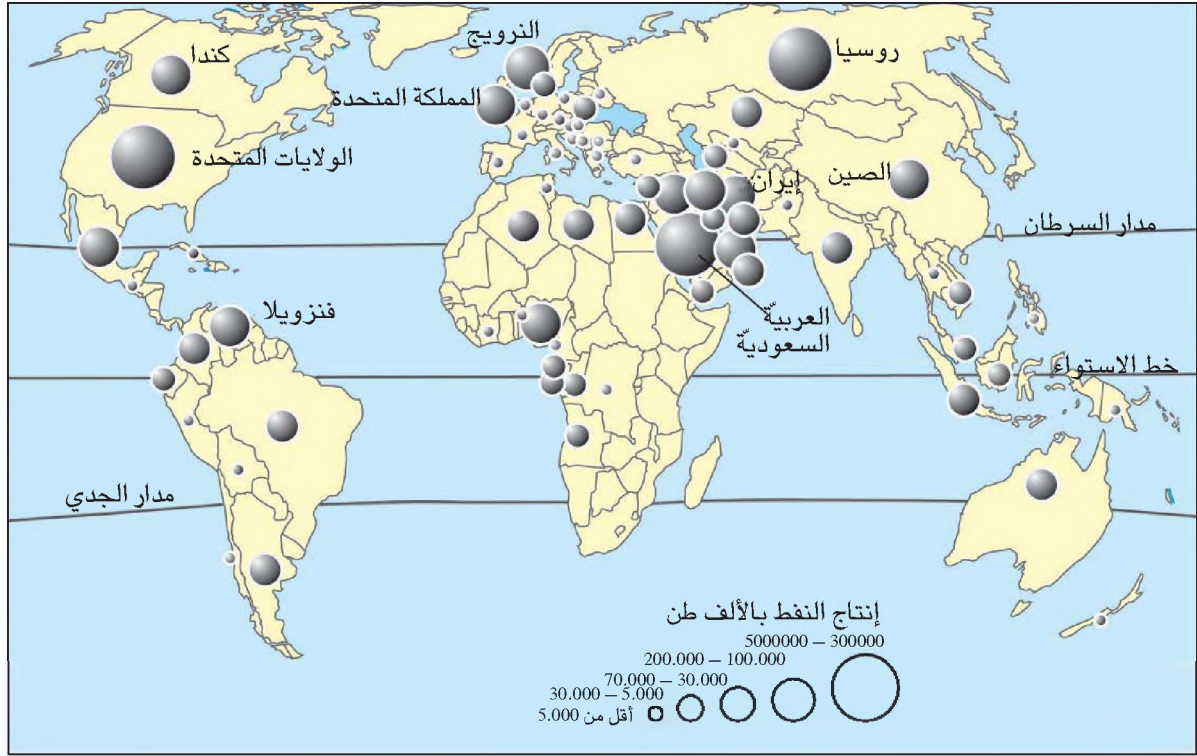 النرويج
كندا
روسيا
المملكة المتحدة
الولايات المتحدة
إيران
الصين
مدار السرطان
فنزويلا
العربيّة
السعوديّة
خط الاستواء
مدار الجدي
إنتاج النفط بالألف طن
5000000 – 300000
200.000 – 100.000
70.000 – 30.000
30.000 – 5.000
أقل من 5.000